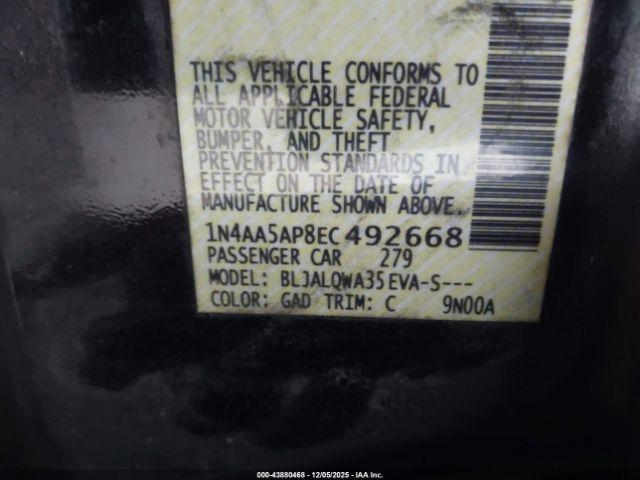 THIS VEHICLE CONFORMS TO
ALL APPLICABLE FEDERAL
MOTOR VEHICLE SAFETY,
BUMPER, AND THEFT
PREVENTION STANDARDS IN
EFFECT ON THE DATE OF
MANUFACTURE SHOWN ABOVE.
1N4AA5AP8EC492668
PASSENGER CAR 279
MODEL: BLJALQWA35EVA-S---
COLOR: GAD TRIM: C 9N00A
000-43880468 | 12/05/2025 | IAA Inc.